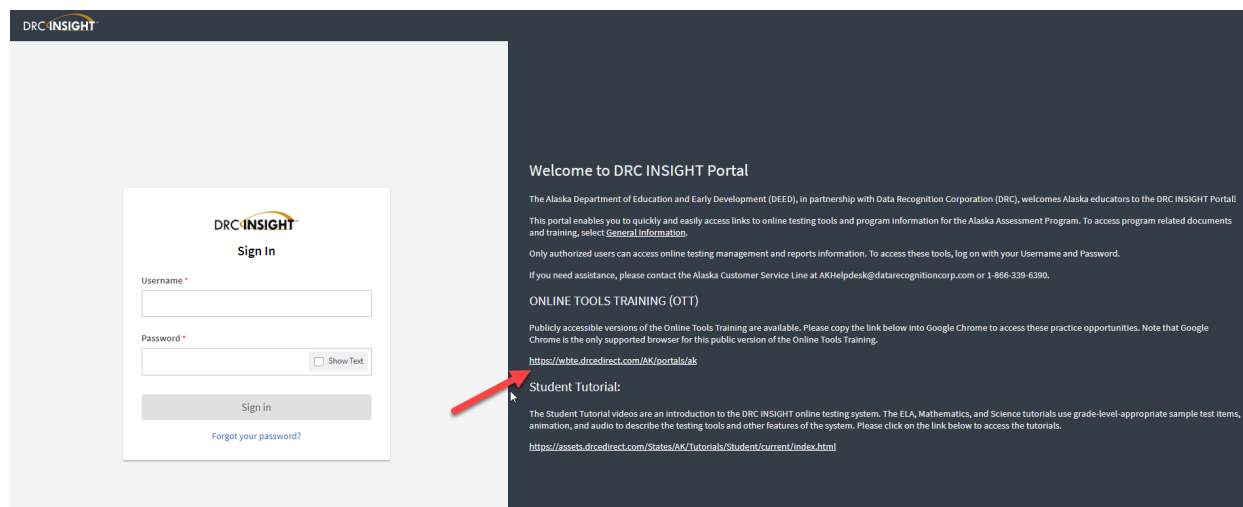 DRC INSIGHT
DRC INSIGHT
Sign In
Username *
Password *
Show Text
Sign in
Forgot your password?
Welcome to DRC INSIGHT Portal
The Alaska Department of Education and Early Development (DEED), in partnership with Data Recognition Corporation (DRC), welcomes Alaska educators to the DRC INSIGHT Portal!
This portal enables you to quickly and easily access links to online testing tools and program information for the Alaska Assessment Program. To access program related documents
and training, select General Information.
Only authorized users can access online testing management and reports information. To access these tools, log on with your Username and Password.
If you need assistance, please contact the Alaska Customer Service Line at AKHelpdesk@datarecognitioncorp.com or 1-866-339-6390.
ONLINE TOOLS TRAINING (OTT)
Publicly accessible versions of the Online Tools Training are available. Please copy the link below into Google Chrome to access these practice opportunities. Note that Google
Chrome is the only supported browser for this public version of the Online Tools Training.
https://wbte.drcedirect.com/AK/portals/ak
Student Tutorial:
The Student Tutorial videos are an introduction to the DRC INSIGHT online testing system. The ELA, Mathematics, and Science tutorials use grade-level-appropriate sample test items,
animation, and audio to describe the testing tools and other features of the system. Please click on the link below to access the tutorials.
https://assets.drcedirect.com/States/AK/Tutorials/Student/current/index.html